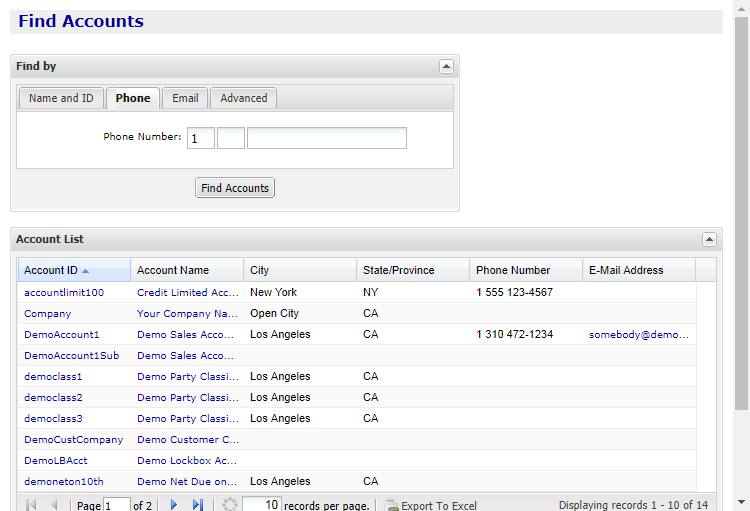 Find Accounts
Find by
Name and ID Phone Email Advanced
Phone Number: 1
Find Accounts
Account List
Account ID Account Name City State/Province Phone Number E-Mail Address
accountlimit100 Credit Limited Acc... New York NY 1 555 123-4567
Company Your Company Na... Open City CA
DemoAccount1 Demo Sales Acco... Los Angeles CA 1 310 472-1234 somebody@demo...
DemoAccount1Sub Demo Sales Acco...
democlass1 Demo Party Classi... Los Angeles CA
democlass2 Demo Party Classi... Los Angeles CA
democlass3 Demo Party Classi... Los Angeles CA
DemoCustCompany Demo Customer C...
DemoLBAcct Demo Lockbox Ac...
demoneton10th Demo Net Due on... Los Angeles CA
Page 1 of 2 10 records per page. Export To Excel Displaying records 1 - 10 of 14